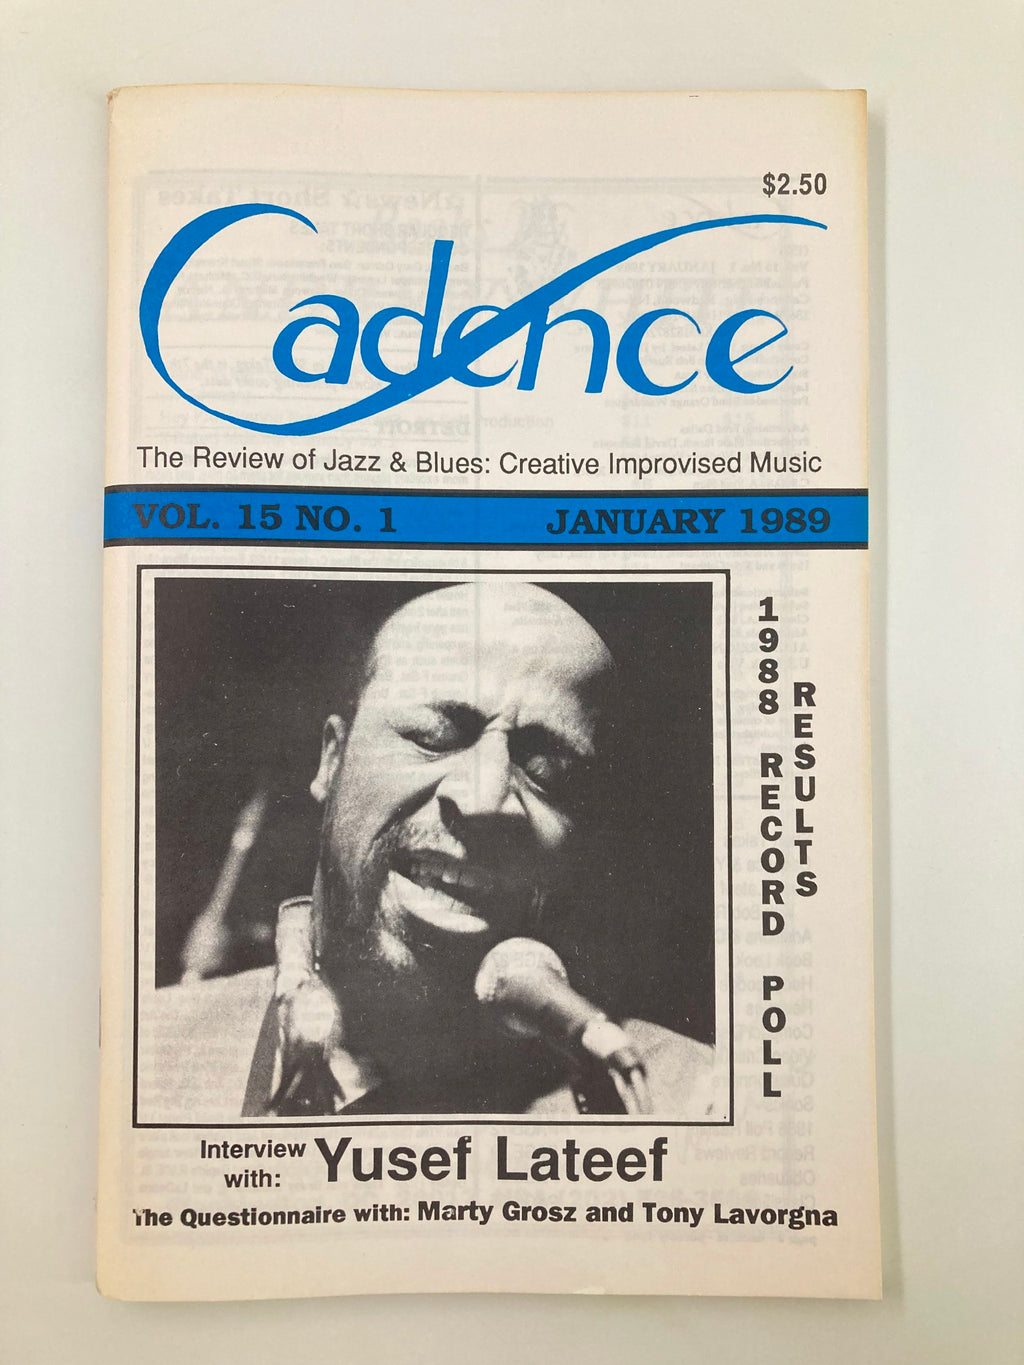 $2.50
Cadence
The Review of Jazz & Blues: Creative Improvised Music
VOL. 15 NO. 1 JANUARY 1989
1988 RECORD POLL
RESULTS
Interview with: Yusef Lateef
The Questionnaire with: Marty Grosz and Tony Lavorgna